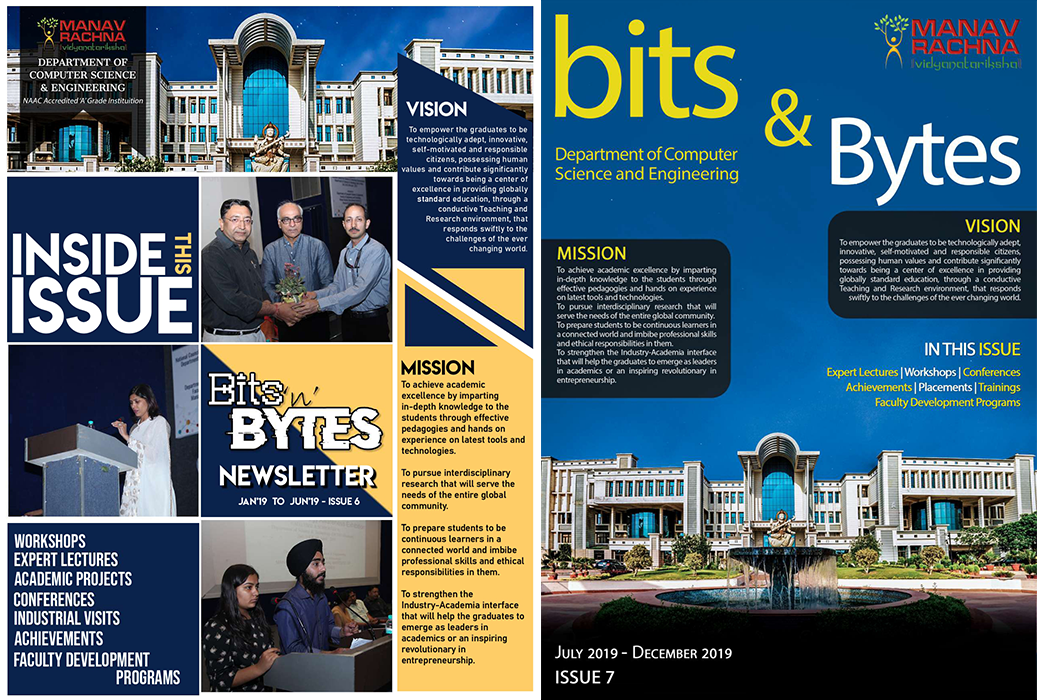 MANAV
RACHNA
vidyanatariksha
DEPARTMENT OF
COMPUTER SCIENCE
& ENGINEERING
NAAC Accredited 'A' Grade Instituition
VISION
To empower the graduates to be
technologically adept, innovative,
self-motivated and responsible
citizens, possessing human
values and contribute significantly
towards being a center of
excellence in providing globally
standard education, through a
conductive Teaching and
Research environment, that
responds swiftly to the
challenges of the ever
changing world.
INSIDE
THIS
ISSUE
Bits n'
BYTES
NEWSLETTER
JAN'19 TO JUN'19 - ISSUE 6
MISSION
To achieve academic
excellence by imparting
in-depth knowledge to the
students through effective
pedagogies and hands on
experience on latest tools and
technologies.
To pursue interdisciplinary
research that will serve the
needs of the entire global
community.
To prepare students to be
continuous learners in a
connected world and imbibe
professional skills and ethical
responsibilities in them.
To strengthen the
Industry-Academia interface
that will help the graduates to
emerge as leaders in
academics or an inspiring
revolutionary in
entrepreneurship.
WORKSHOPS
EXPERT LECTURES
ACADEMIC PROJECTS
CONFERENCES
INDUSTRIAL VISITS
ACHIEVEMENTS
FACULTY DEVELOPMENT
PROGRAMS
bits
&
Bytes
MANAV
RACHNA
vidyanatariksha
Department of Computer
Science and Engineering
VISION
To empower the graduates to be technologically adept,
innovative, self-motivated and responsible citizens,
possessing human values and contribute significantly
towards being a center of excellence in providing
globally standard education, through a conductive
Teaching and Research environment, that responds
swiftly to the challenges of the ever changing world.
MISSION
To achieve academic excellence by imparting
in-depth knowledge to the students through
effective pedagogies and hands on experience
on latest tools and technologies.
To pursue interdisciplinary research that will
serve the needs of the entire global community.
To prepare students to be continuous learners in
a connected world and imbibe professional skills
and ethical responsibilities in them.
To strengthen the Industry-Academia interface
that will help the graduates to emerge as leaders
in academics or an inspiring revolutionary in
entrepreneurship.
IN THIS ISSUE
Expert Lectures | Workshops | Conferences
Achievements | Placements | Trainings
Faculty Development Programs
JULY 2019 - DECEMBER 2019
ISSUE 7